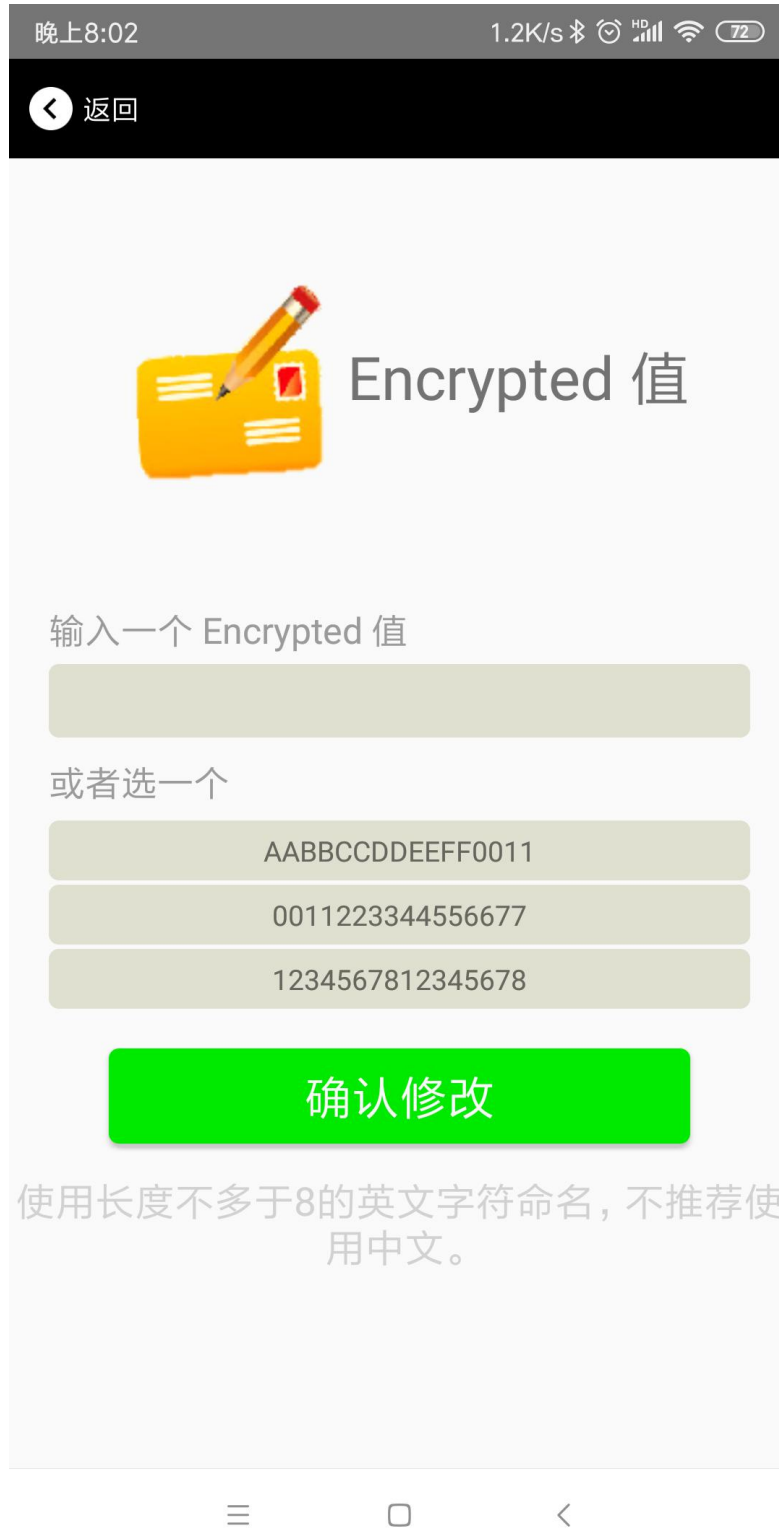 晚上8:02
1.2K/s HD 72
返回
Encrypted 值
输入一个 Encrypted 值
或者选一个
AABBCCDDEEFF0011
0011223344556677
1234567812345678
确认修改
使用长度不多于8的英文字符命名，不推荐使
用中文。